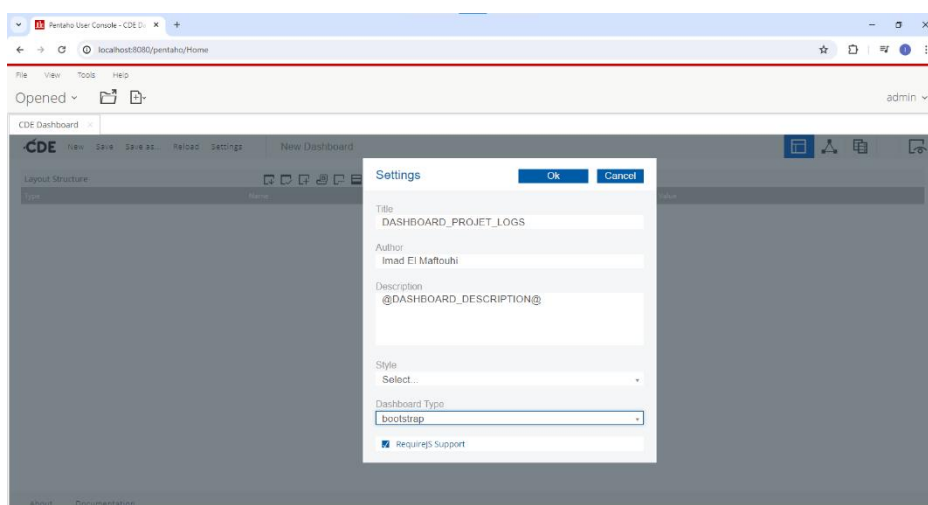 Pentaho User Console - CDE Da
localhost:8080/pentaho/Home
File View Tools Help
Opened admin
CDE Dashboard
CDE New Save Save as... Reload Settings New Dashboard
Layout Structure
Type Name Value
Settings Ok Cancel
Title
DASHBOARD_PROJET_LOGS
Author
Imad El Maftouhi
Description
@DASHBOARD_DESCRIPTION@
Style
Select...
Dashboard Type
bootstrap
RequireJS Support
About Documentation